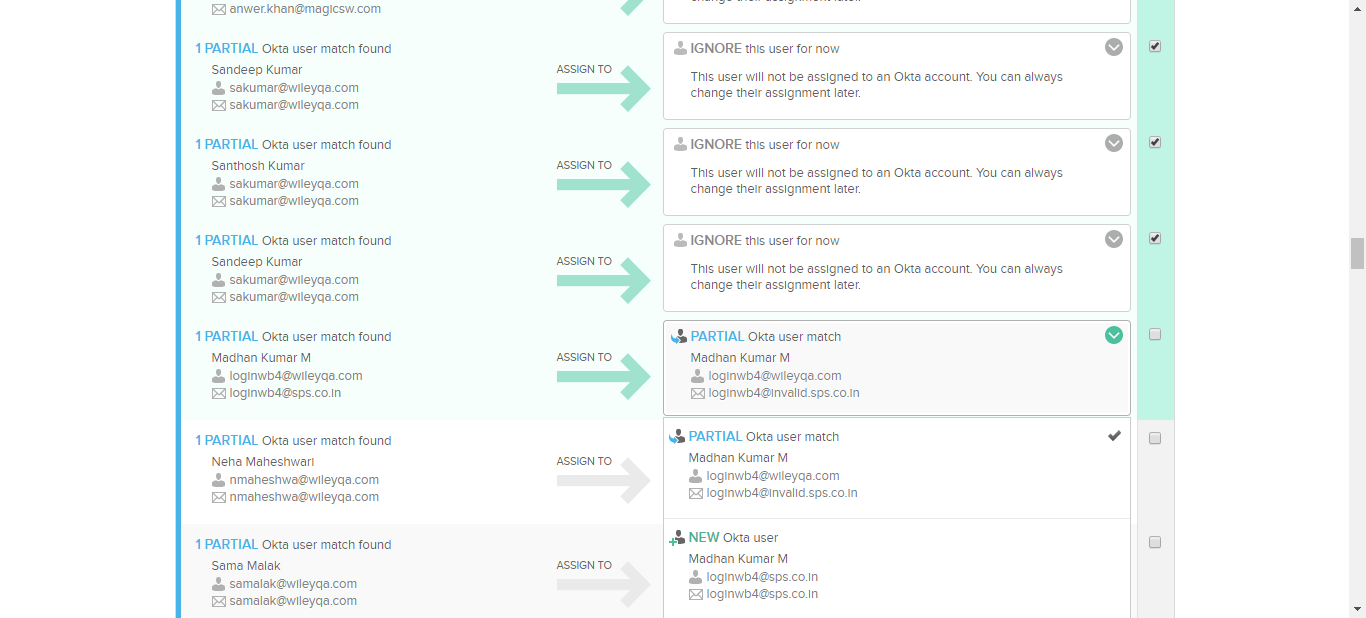 anwer.khan@magicsw.com
change their assignment later.
1 PARTIAL Okta user match found
Sandeep Kumar
sakumar@wileyqa.com
sakumar@wileyqa.com
ASSIGN TO
IGNORE this user for now
This user will not be assigned to an Okta account. You can always
change their assignment later.
1 PARTIAL Okta user match found
Santhosh Kumar
sakumar@wileyqa.com
sakumar@wileyqa.com
ASSIGN TO
IGNORE this user for now
This user will not be assigned to an Okta account. You can always
change their assignment later.
1 PARTIAL Okta user match found
Sandeep Kumar
sakumar@wileyqa.com
sakumar@wileyqa.com
ASSIGN TO
IGNORE this user for now
This user will not be assigned to an Okta account. You can always
change their assignment later.
1 PARTIAL Okta user match found
Madhan Kumar M
loginwb4@wileyqa.com
loginwb4@sps.co.in
ASSIGN TO
PARTIAL Okta user match
Madhan Kumar M
loginwb4@wileyqa.com
loginwb4@invalid.sps.co.in
1 PARTIAL Okta user match found
Neha Maheshwari
nmaheshwa@wileyqa.com
nmaheshwa@wileyqa.com
ASSIGN TO
PARTIAL Okta user match
Madhan Kumar M
loginwb4@wileyqa.com
loginwb4@invalid.sps.co.in
1 PARTIAL Okta user match found
Sama Malak
samalak@wileyqa.com
samalak@wileyqa.com
ASSIGN TO
NEW Okta user
Madhan Kumar M
loginwb4@sps.co.in
loginwb4@sps.co.in